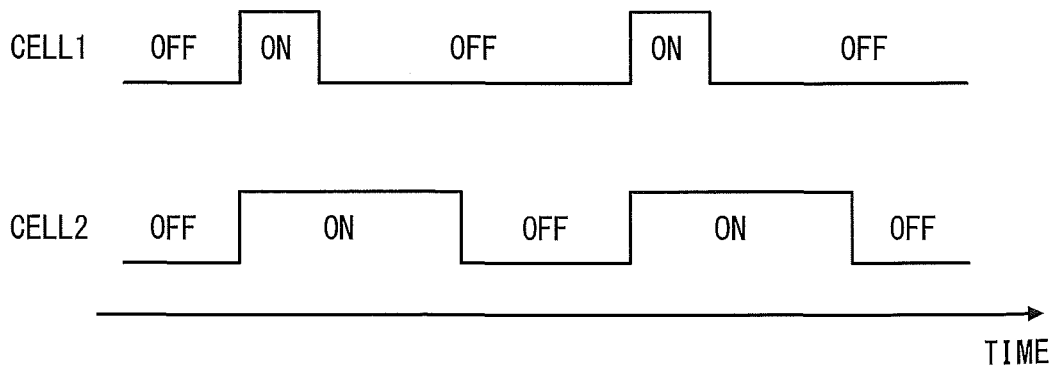 CELL1 OFF ON OFF ON OFF
CELL2 OFF ON OFF ON OFF
TIME